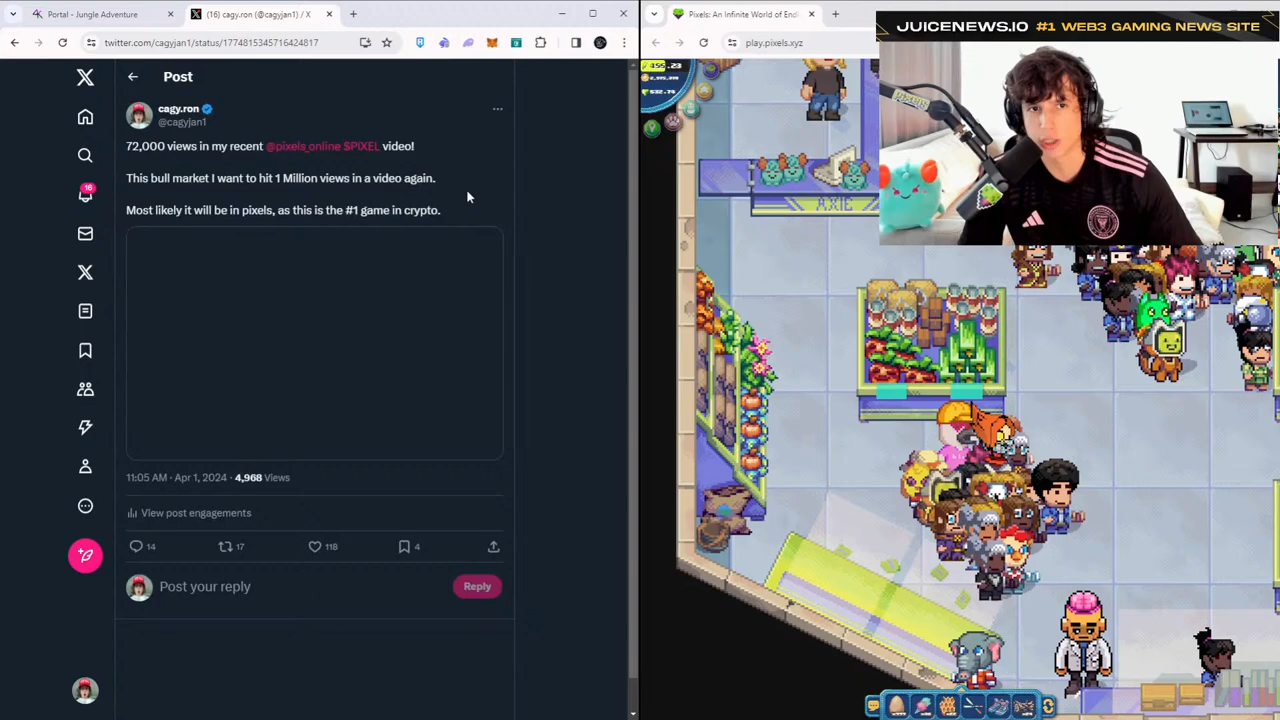 Portal - Jungle Adventure
(16) cagy.ron (@cagyjan1) / X
twitter.com/cagyjan1/status/1774815345716424817
Post
cagy.ron
@cagyjan1
72,000 views in my recent @pixels_online $PIXEL video!
This bull market I went to hit 1 Million views in a video again.
Most likely it will be in pixels, as this is the #1 game in crypto.
11:05 AM · Apr 1, 2024 · 4,968 Views
View post engagements
14
17
118
4
Post your reply
Reply
16
Pixels: An Infinite World of End
play.pixels.xyz
JUICENEWS.IO #1 WEB3 GAMING NEWS SITE
AXIE